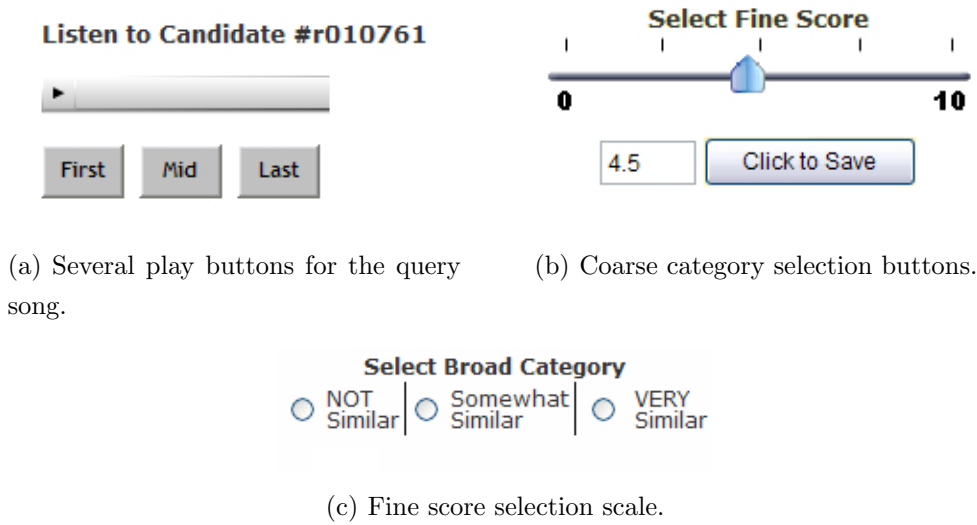 Listen to Candidate #r010761
First Mid Last
Select Fine Score
0 10
4.5 Click to Save
(a) Several play buttons for the query
song.
(b) Coarse category selection buttons.
Select Broad Category
NOT Similar
Somewhat Similar
VERY Similar
(c) Fine score selection scale.